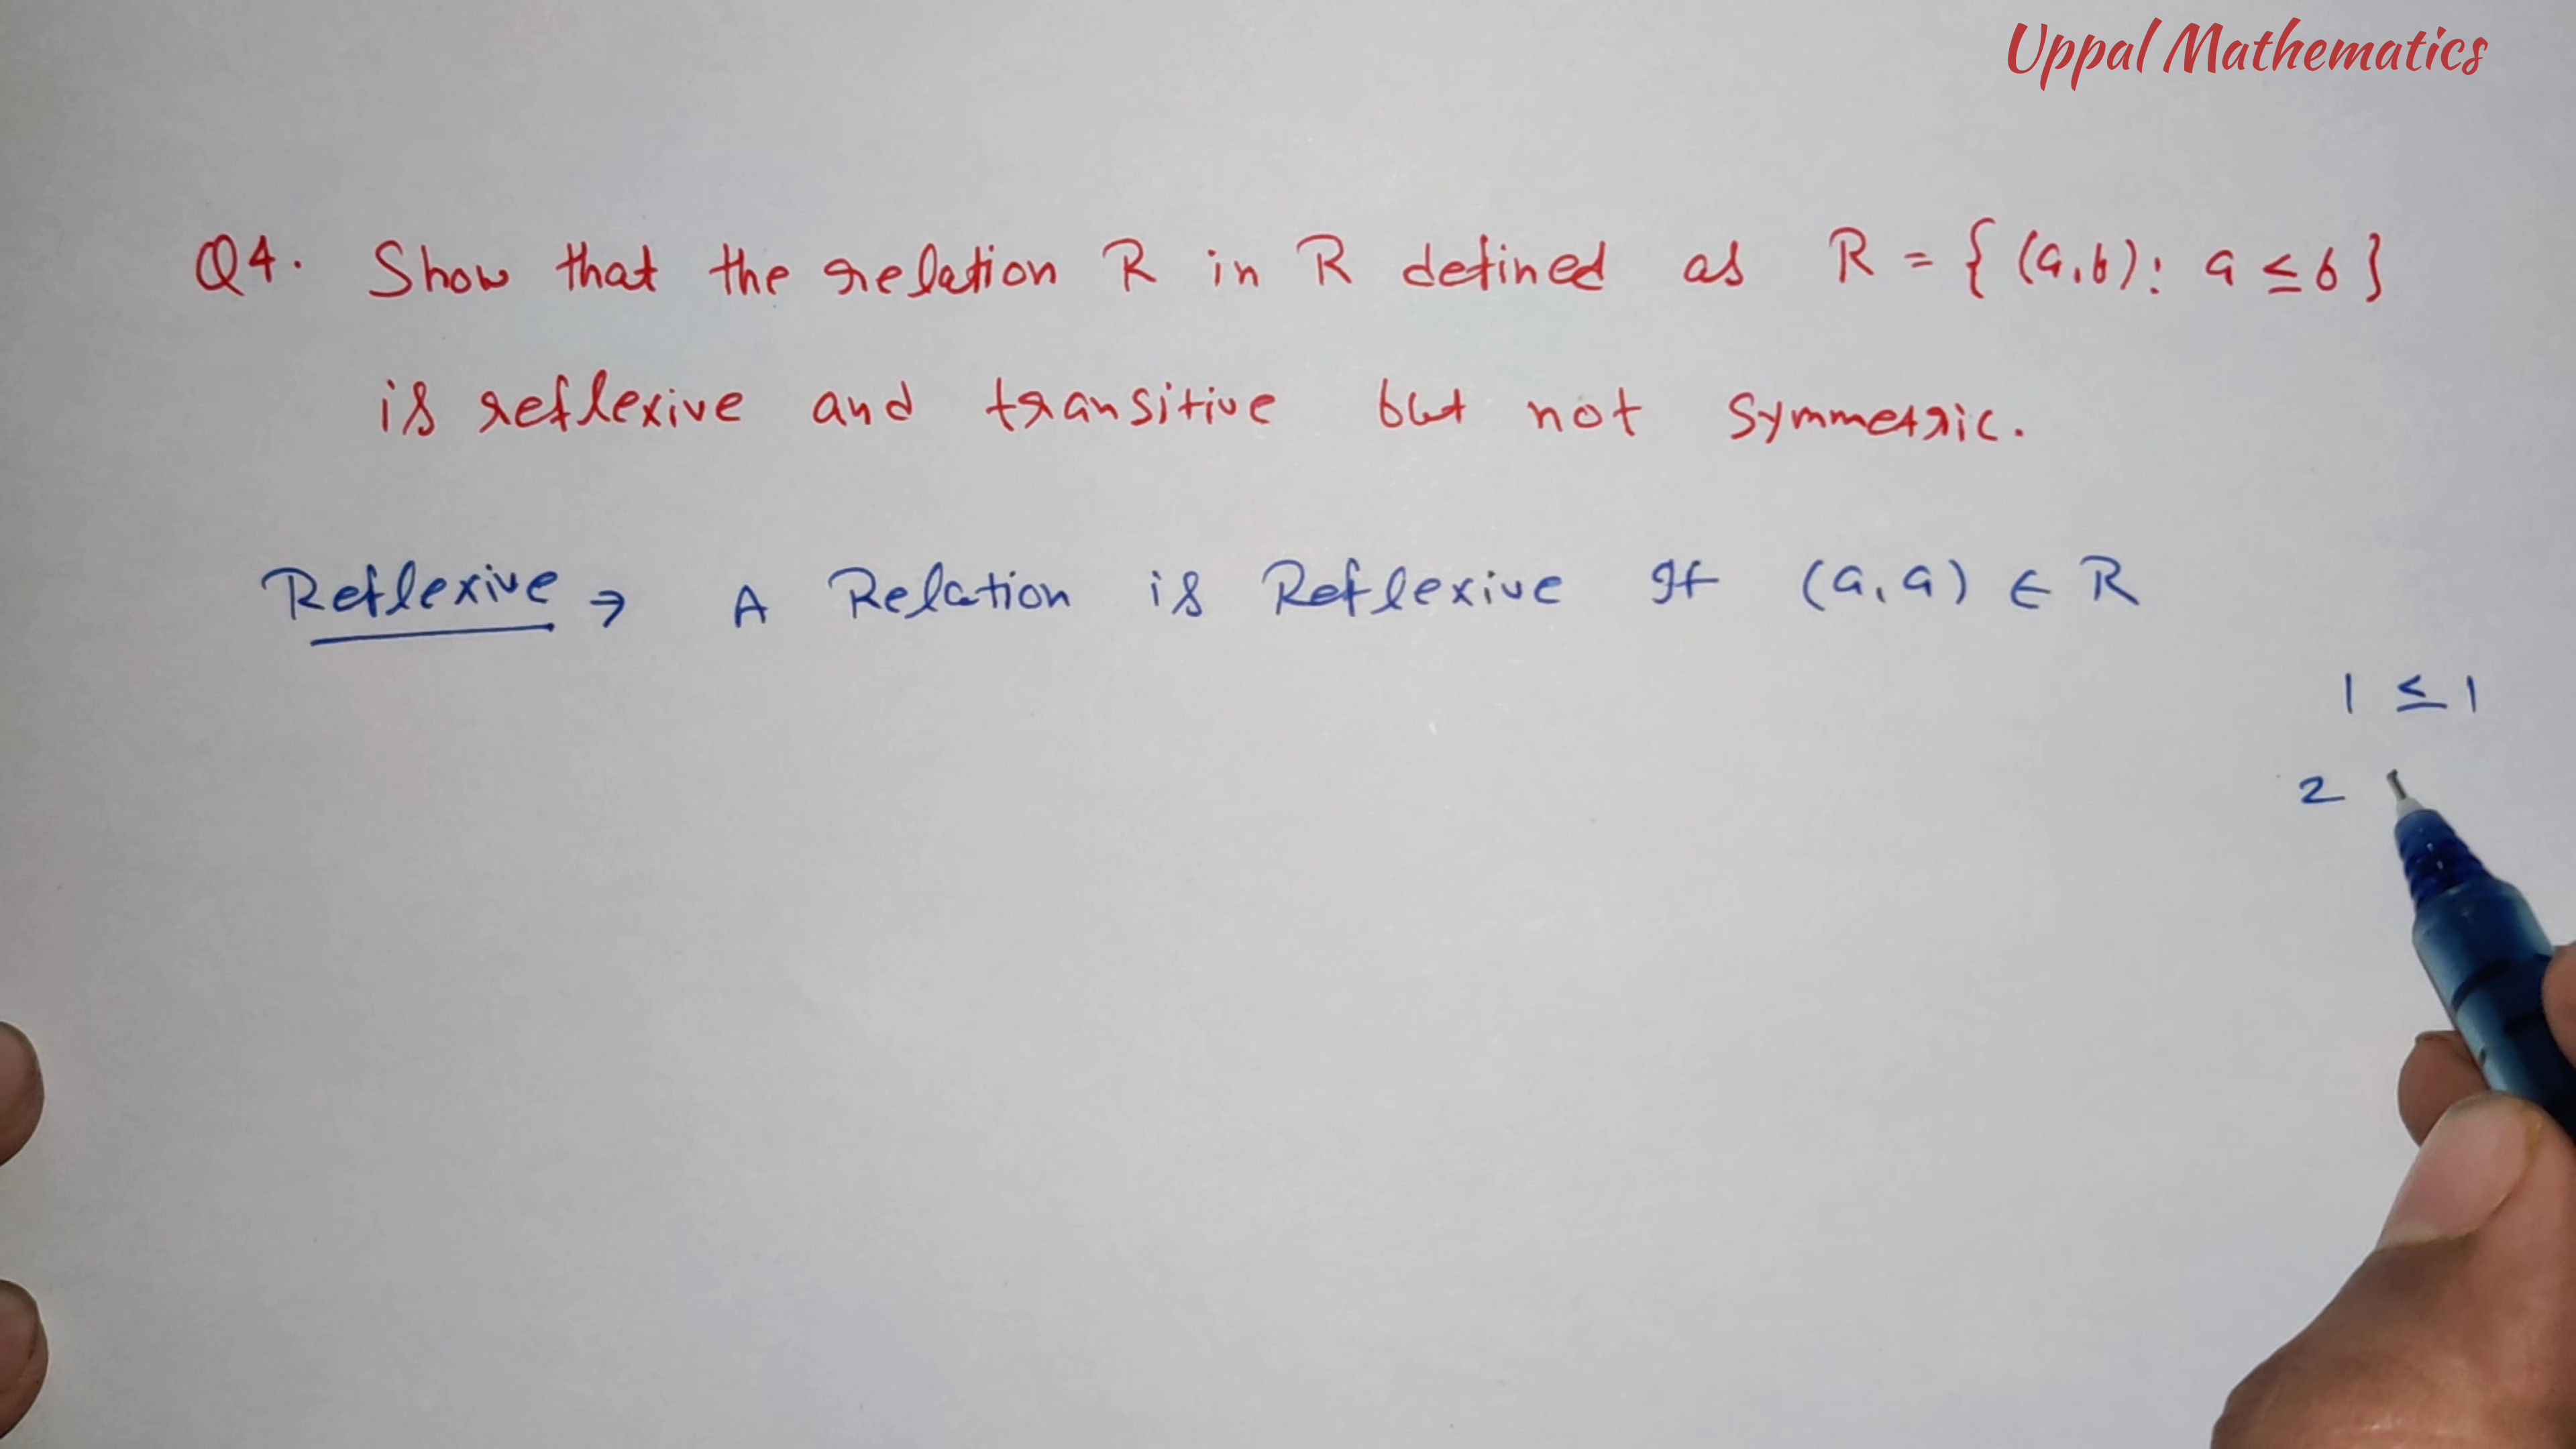 Uppal Mathematics
Q4. Show that the relation R in R defined as R = { (a,b): a ≤ b }
is reflexive and transitive but not symmetric.
Reflexive → A Relation is Reflexive If (a,a) ∈ R
1 ≤ 1
2